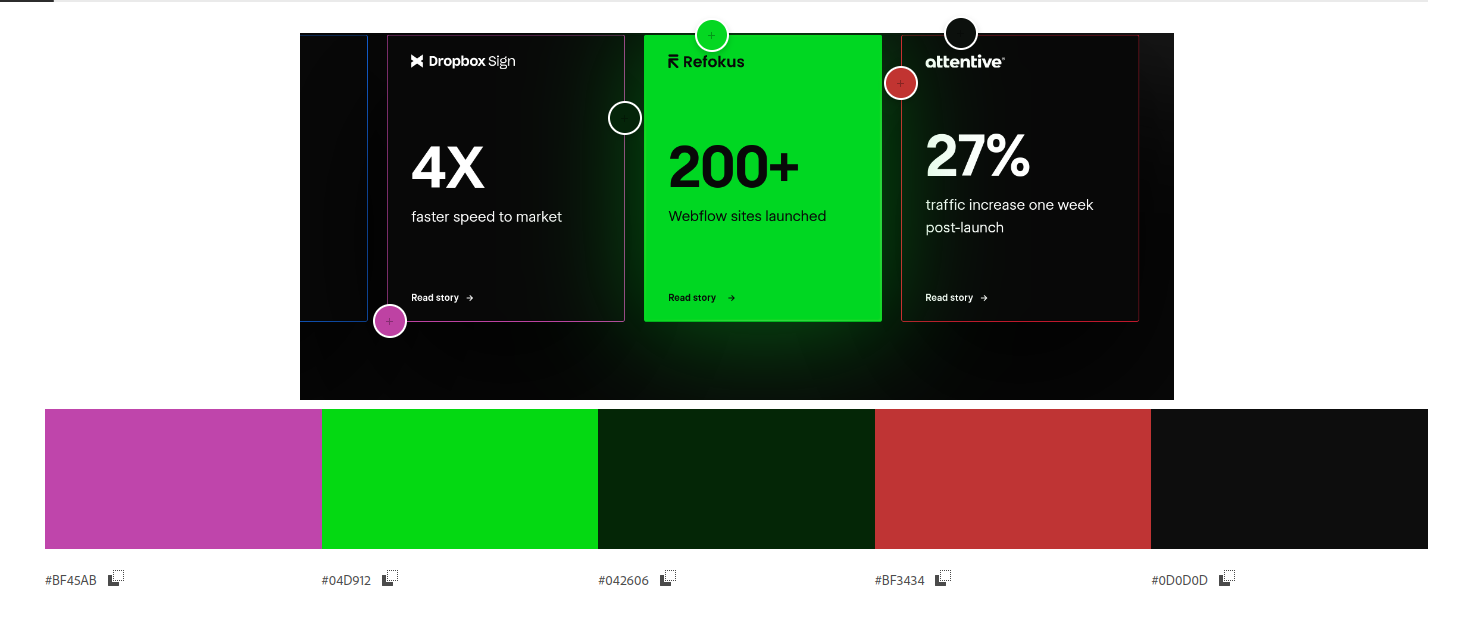 Dropbox Sign
4X
faster speed to market
Read story →
Refokus
200+
Webflow sites launched
Read story →
attentive®
27%
traffic increase one week
post-launch
Read story →
#BF45AB
#04D912
#042606
#BF3434
#0D0D0D